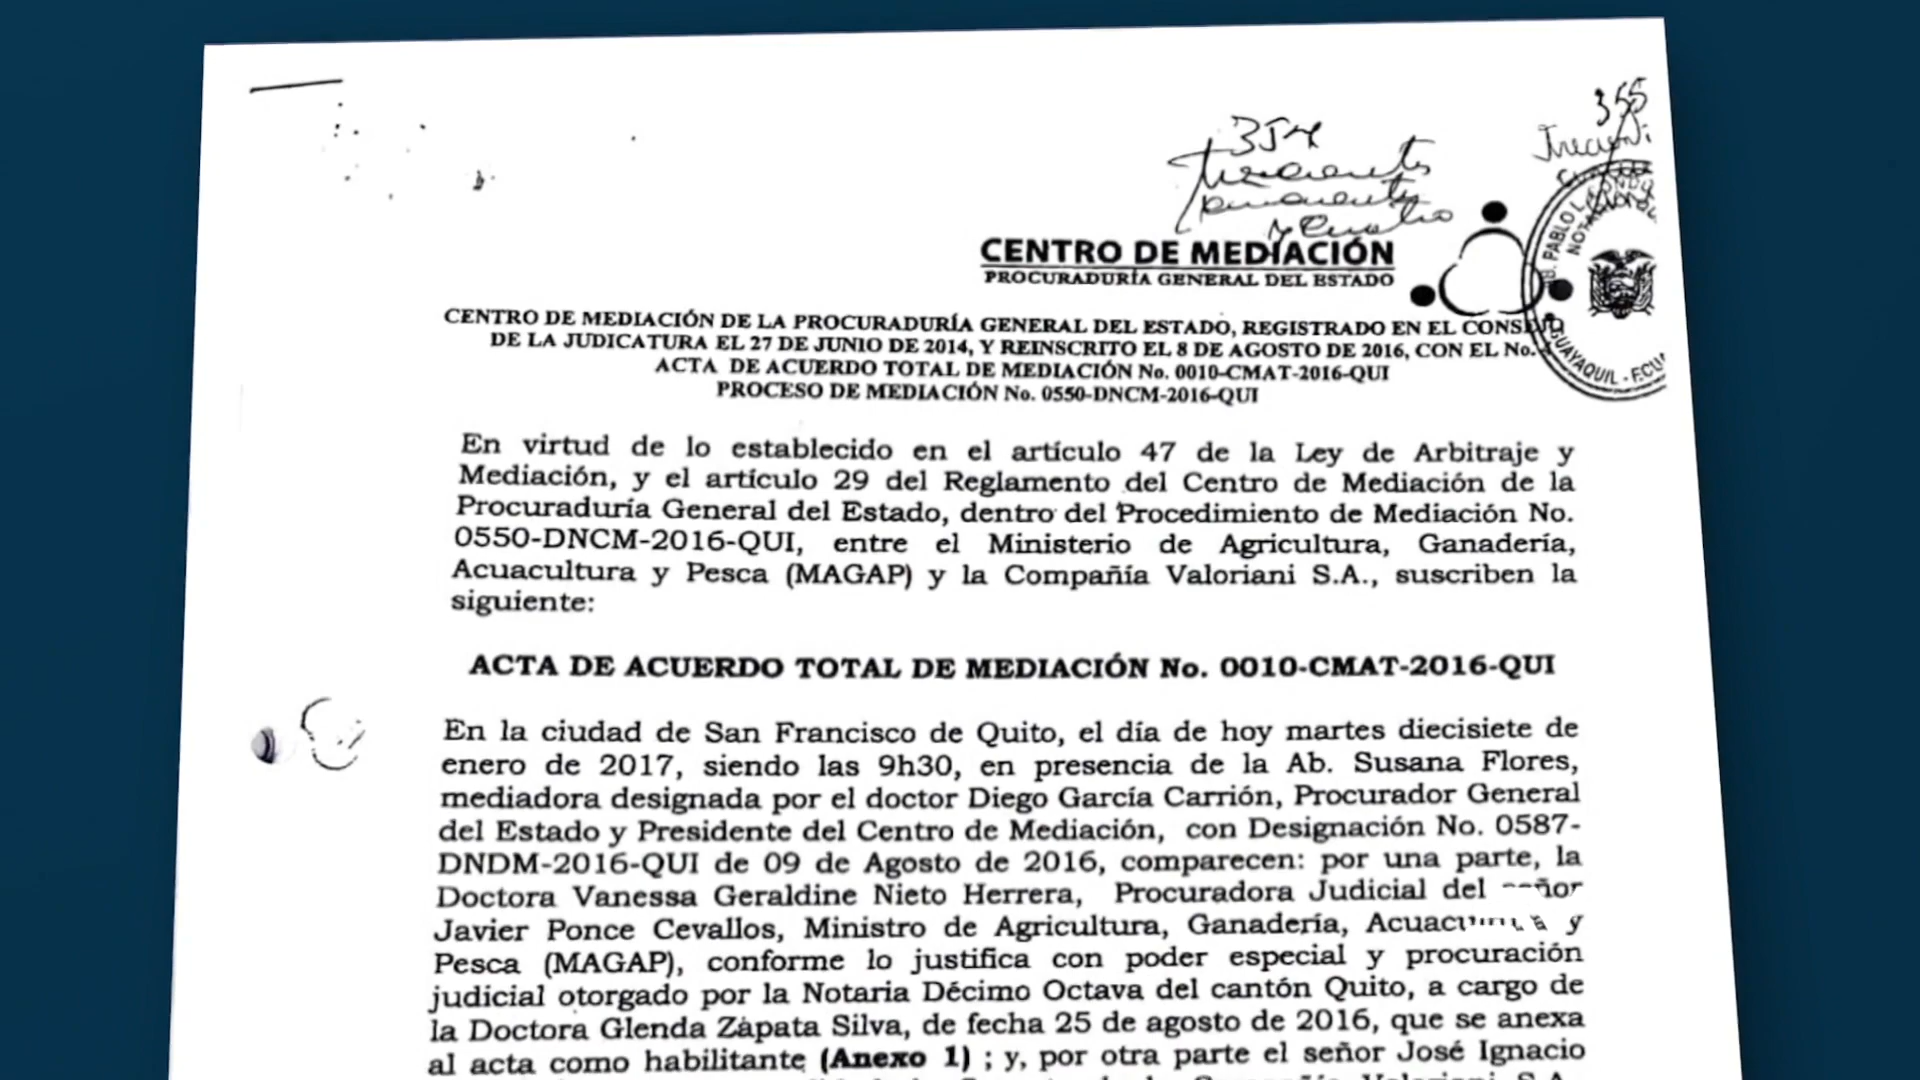 354
355
CENTRO DE MEDIACIÓN
PROCURADURÍA GENERAL DEL ESTADO
PABLO L.
GUAYAQUIL - ECU
CENTRO DE MEDIACIÓN DE LA PROCURADURÍA GENERAL DEL ESTADO, REGISTRADO EN EL CONSEJO
DE LA JUDICATURA EL 27 DE JUNIO DE 2014, Y REINSCRITO EL 8 DE AGOSTO DE 2016, CON EL No.
ACTA DE ACUERDO TOTAL DE MEDIACIÓN No. 0010-CMAT-2016-QUI
PROCESO DE MEDIACIÓN No. 0550-DNCM-2016-QUI
En virtud de lo establecido en el artículo 47 de la Ley de Arbitraje y
Mediación, y el artículo 29 del Reglamento del Centro de Mediación de la
Procuraduría General del Estado, dentro del Procedimiento de Mediación No.
0550-DNCM-2016-QUI, entre el Ministerio de Agricultura, Ganadería,
Acuacultura y Pesca (MAGAP) y la Compañía Valoriani S.A., suscriben la
siguiente:
ACTA DE ACUERDO TOTAL DE MEDIACIÓN No. 0010-CMAT-2016-QUI
En la ciudad de San Francisco de Quito, el día de hoy martes diecisiete de
enero de 2017, siendo las 9h30, en presencia de la Ab. Susana Flores,
mediadora designada por el doctor Diego García Carrión, Procurador General
del Estado y Presidente del Centro de Mediación, con Designación No. 0587-
DNDM-2016-QUI de 09 de Agosto de 2016, comparecen: por una parte, la
Doctora Vanessa Geraldine Nieto Herrera, Procuradora Judicial del señor
Javier Ponce Cevallos, Ministro de Agricultura, Ganadería, Acuacultura y
Pesca (MAGAP), conforme lo justifica con poder especial y procuración
judicial otorgado por la Notaria Décimo Octava del cantón Quito, a cargo de
la Doctora Glenda Zapata Silva, de fecha 25 de agosto de 2016, que se anexa
al acta como habilitante (Anexo 1) ; y, por otra parte el señor José Ignacio